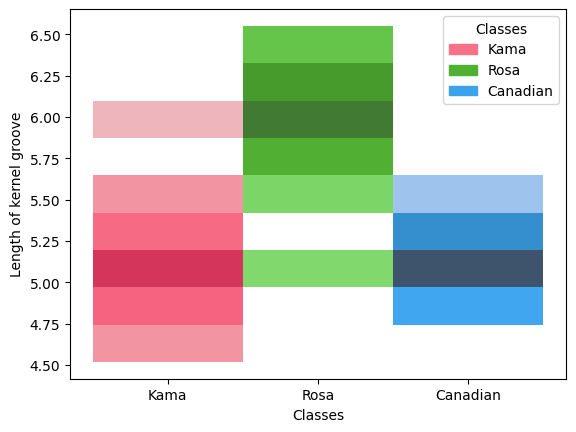 Classes
Kama
Rosa
Canadian
6.50
6.25
6.00
5.75
5.50
5.25
5.00
4.75
4.50
Length of kernel groove
Kama Rosa Canadian
Classes